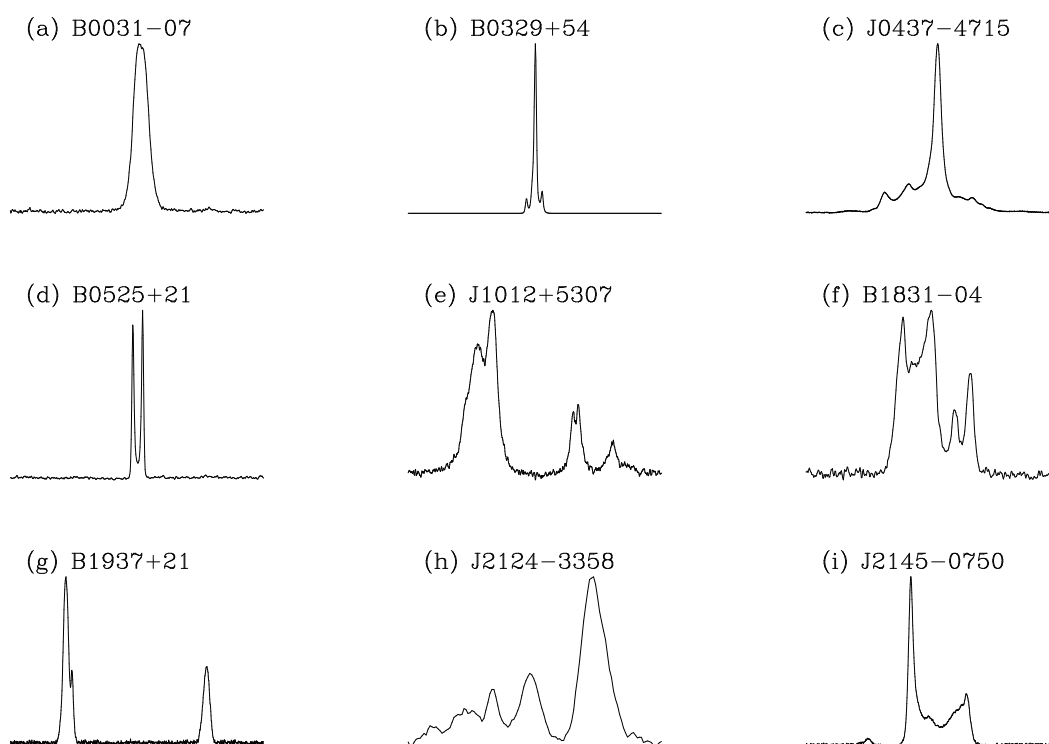 (a) B0031−07
(b) B0329+54
(c) J0437−4715
(d) B0525+21
(e) J1012+5307
(f) B1831−04
(g) B1937+21
(h) J2124−3358
(i) J2145−0750